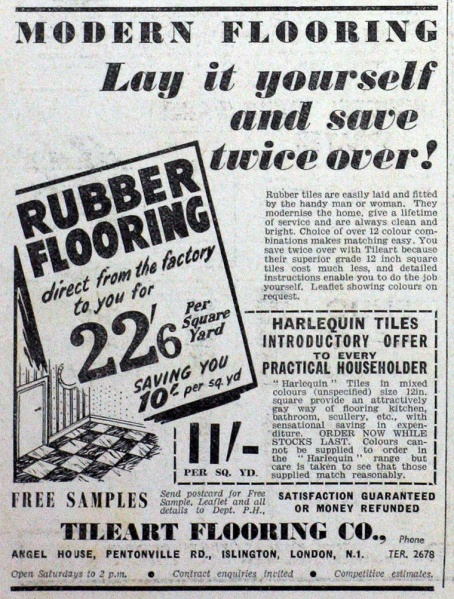 MODERN FLOORING
Lay it yourself
and save
twice over!
RUBBER
FLOORING
direct from the factory
to you for
22'6
Per
Square
Yard
SAVING YOU
10/- per sq. yd
Rubber tiles are easily laid and fitted
by the handy man or woman. They
modernise the home, give a lifetime
of service and are always clean and
bright. Choice of over 12 colour com-
binations makes matching easy. You
save twice over with Tileart because
their superior grade 12 inch square
tiles cost much less, and detailed
instructions enable you to do the job
yourself. Leaflet showing colours on
request.
HARLEQUIN TILES
INTRODUCTORY OFFER
TO EVERY
PRACTICAL HOUSEHOLDER
"Harlequin" Tiles in mixed
colours (unspecified) size 12in.
square provide an attractively
gay way of flooring kitchen,
bathroom, scullery, etc., with
sensational saving in expen-
diture. ORDER NOW WHILE
STOCKS LAST. Colours can-
not be supplied to order in
the "Harlequin" range but
care is taken to see that those
supplied match reasonably.
11/-
PER SQ. YD.
FREE SAMPLES
Send postcard for Free
Sample, Leaflet and all
details to Dept. P.H.,
SATISFACTION GUARANTEED
OR MONEY REFUNDED
TILEART FLOORING CO.,
Phone
ANGEL HOUSE, PENTONVILLE RD., ISLINGTON, LONDON, N.1. TER. 2678
Open Saturdays to 2 p.m. ● Contract enquiries invited ● Competitive estimates.